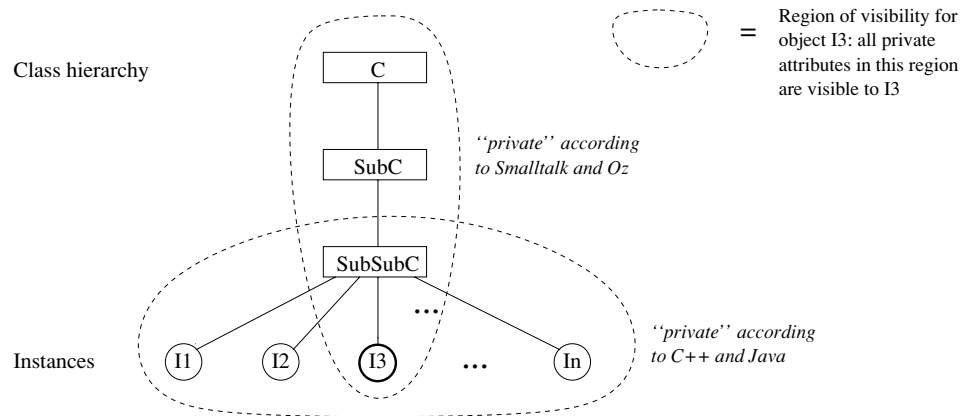 Class hierarchy
C
=
Region of visibility for
object I3: all private
attributes in this region
are visible to I3
‘‘private’’ according
to Smalltalk and Oz
SubC
SubSubC
...
‘‘private’’ according
to C++ and Java
Instances
I1
I2
I3
...
In